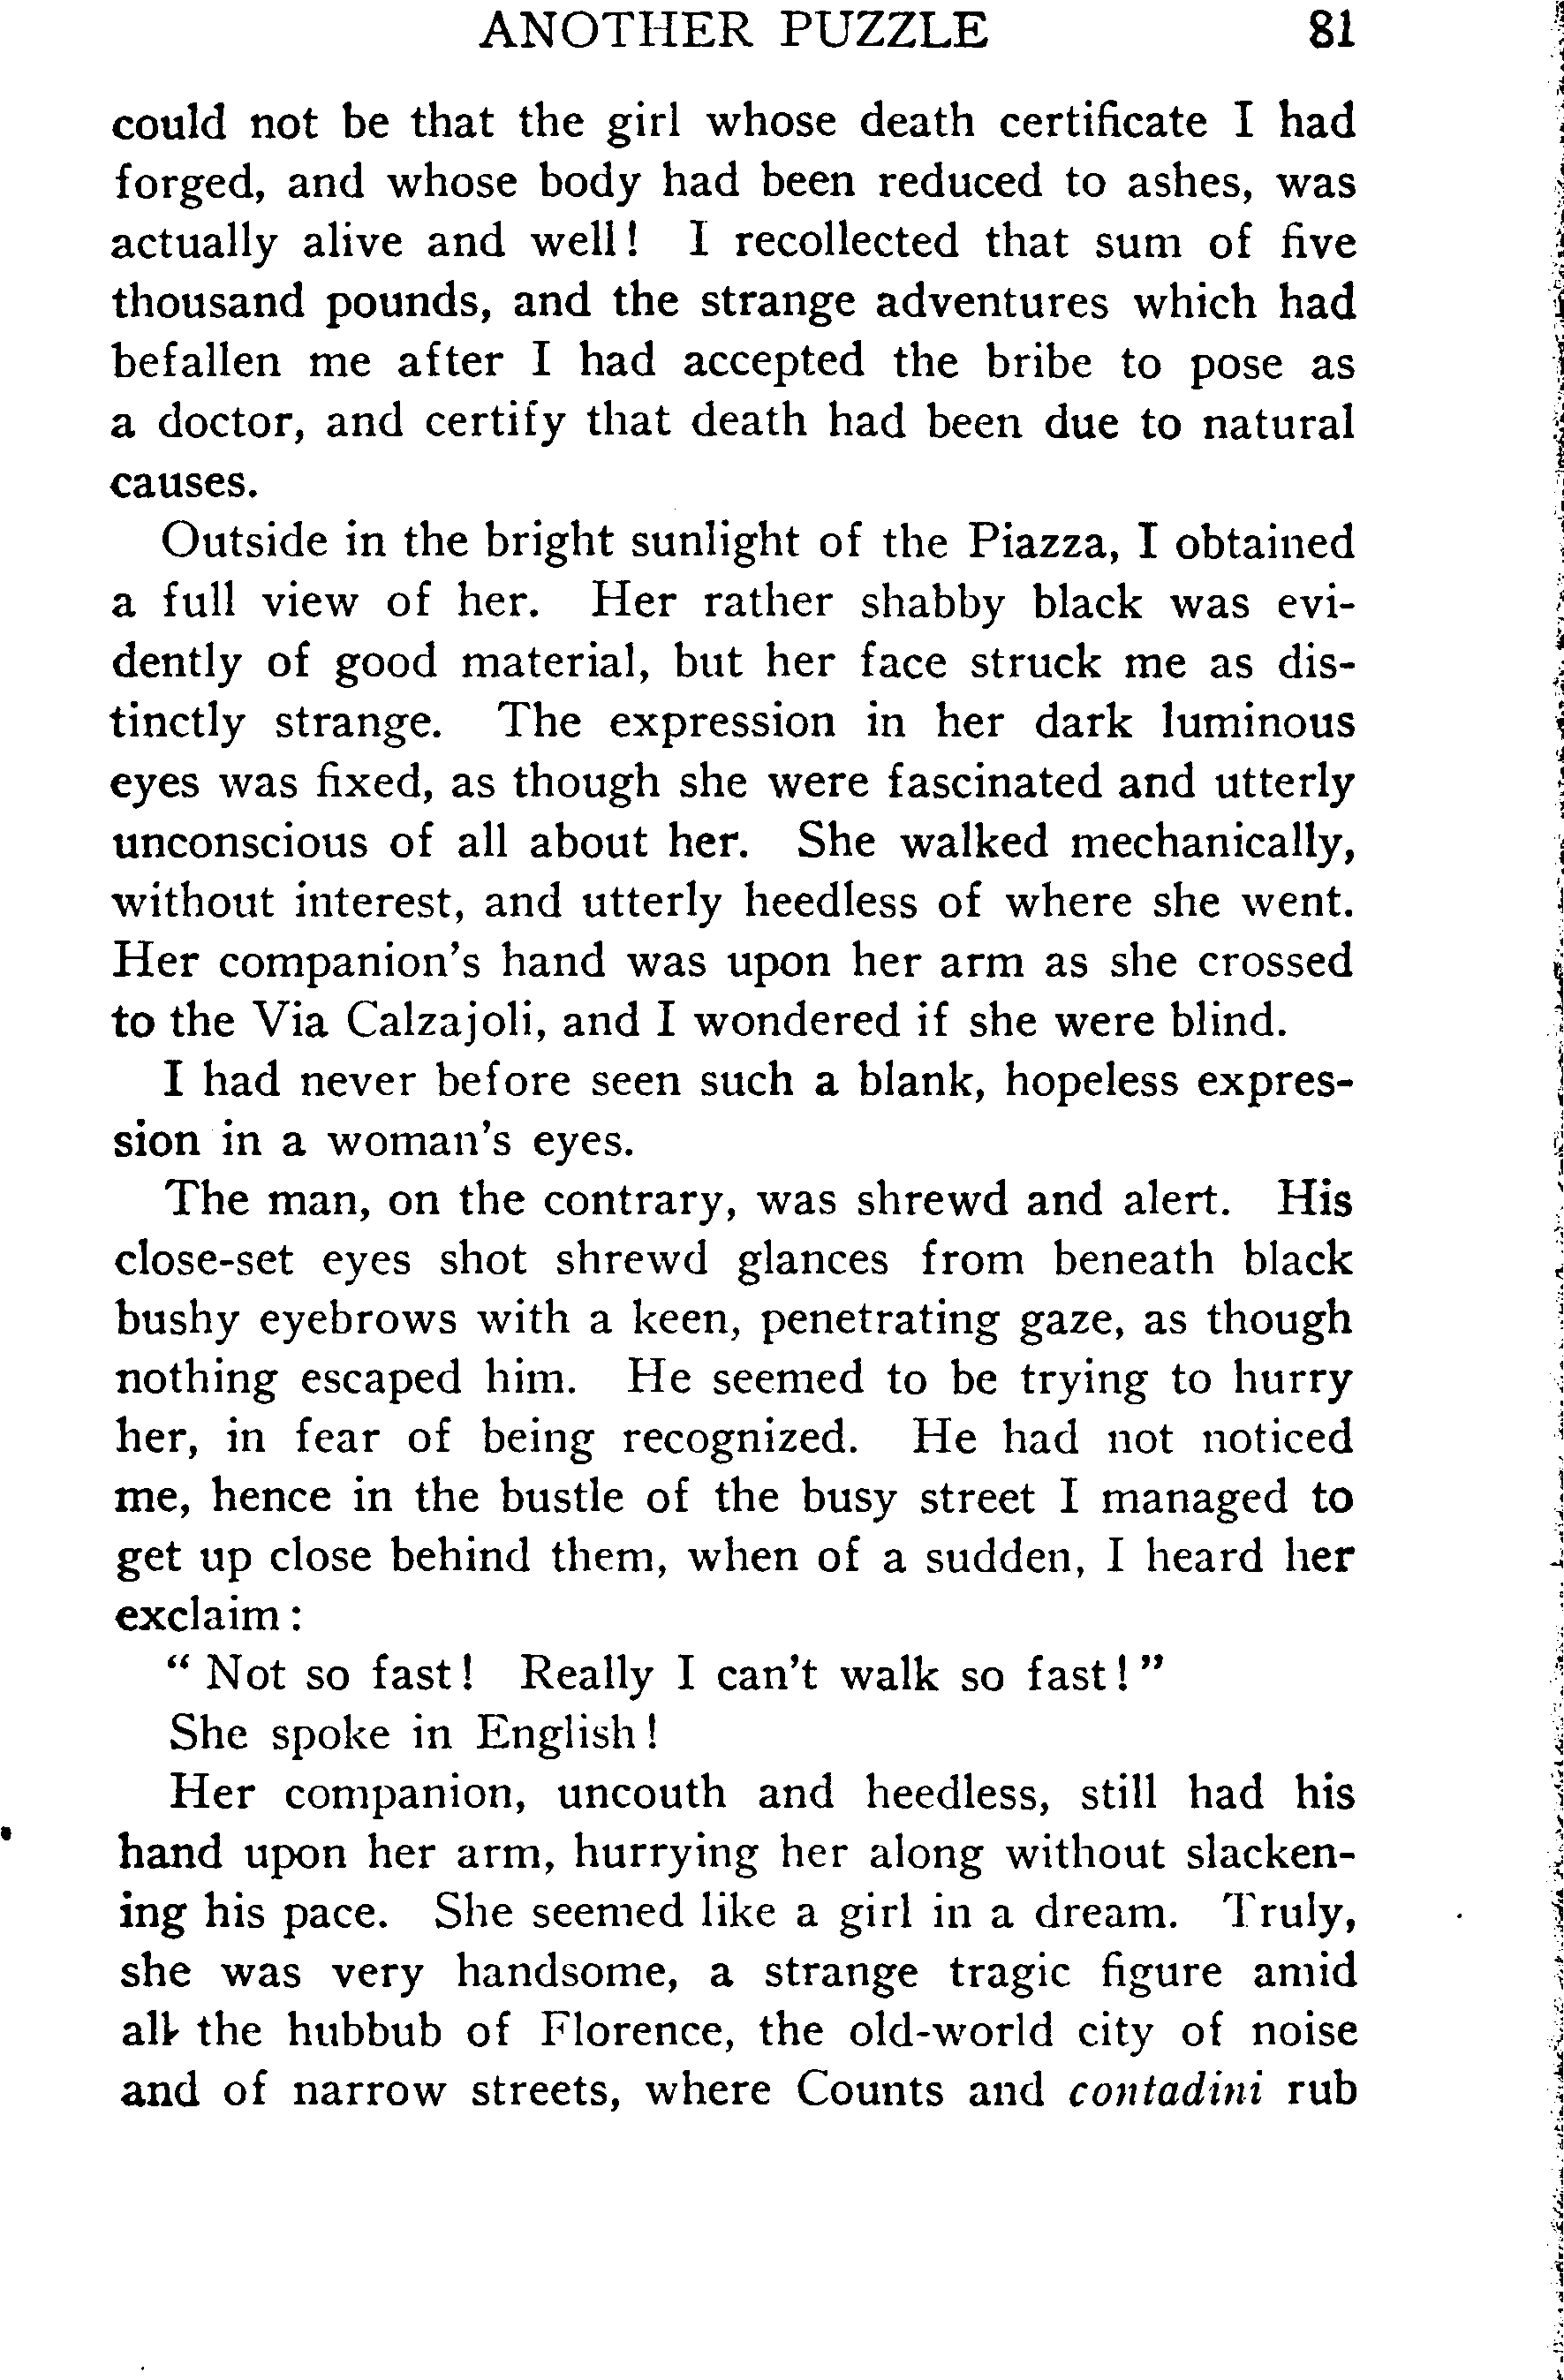 ANOTHER PUZZLE 81
could not be that the girl whose death certificate I had
forged, and whose body had been reduced to ashes, was
actually alive and well! I recollected that sum of five
thousand pounds, and the strange adventures which had
befallen me after I had accepted the bribe to pose as
a doctor, and certify that death had been due to natural
causes.
Outside in the bright sunlight of the Piazza, I obtained
a full view of her. Her rather shabby black was evi-
dently of good material, but her face struck me as dis-
tinctly strange. The expression in her dark luminous
eyes was fixed, as though she were fascinated and utterly
unconscious of all about her. She walked mechanically,
without interest, and utterly heedless of where she went.
Her companion's hand was upon her arm as she crossed
to the Via Calzajoli, and I wondered if she were blind.
I had never before seen such a blank, hopeless expres-
sion in a woman's eyes.
The man, on the contrary, was shrewd and alert. His
close-set eyes shot shrewd glances from beneath black
bushy eyebrows with a keen, penetrating gaze, as though
nothing escaped him. He seemed to be trying to hurry
her, in fear of being recognized. He had not noticed
me, hence in the bustle of the busy street I managed to
get up close behind them, when of a sudden, I heard her
exclaim:
"Not so fast! Really I can't walk so fast!"
She spoke in English!
Her companion, uncouth and heedless, still had his
hand upon her arm, hurrying her along without slacken-
ing his pace. She seemed like a girl in a dream. Truly,
she was very handsome, a strange tragic figure amid
all the hubbub of Florence, the old-world city of noise
and of narrow streets, where Counts and contadini rub